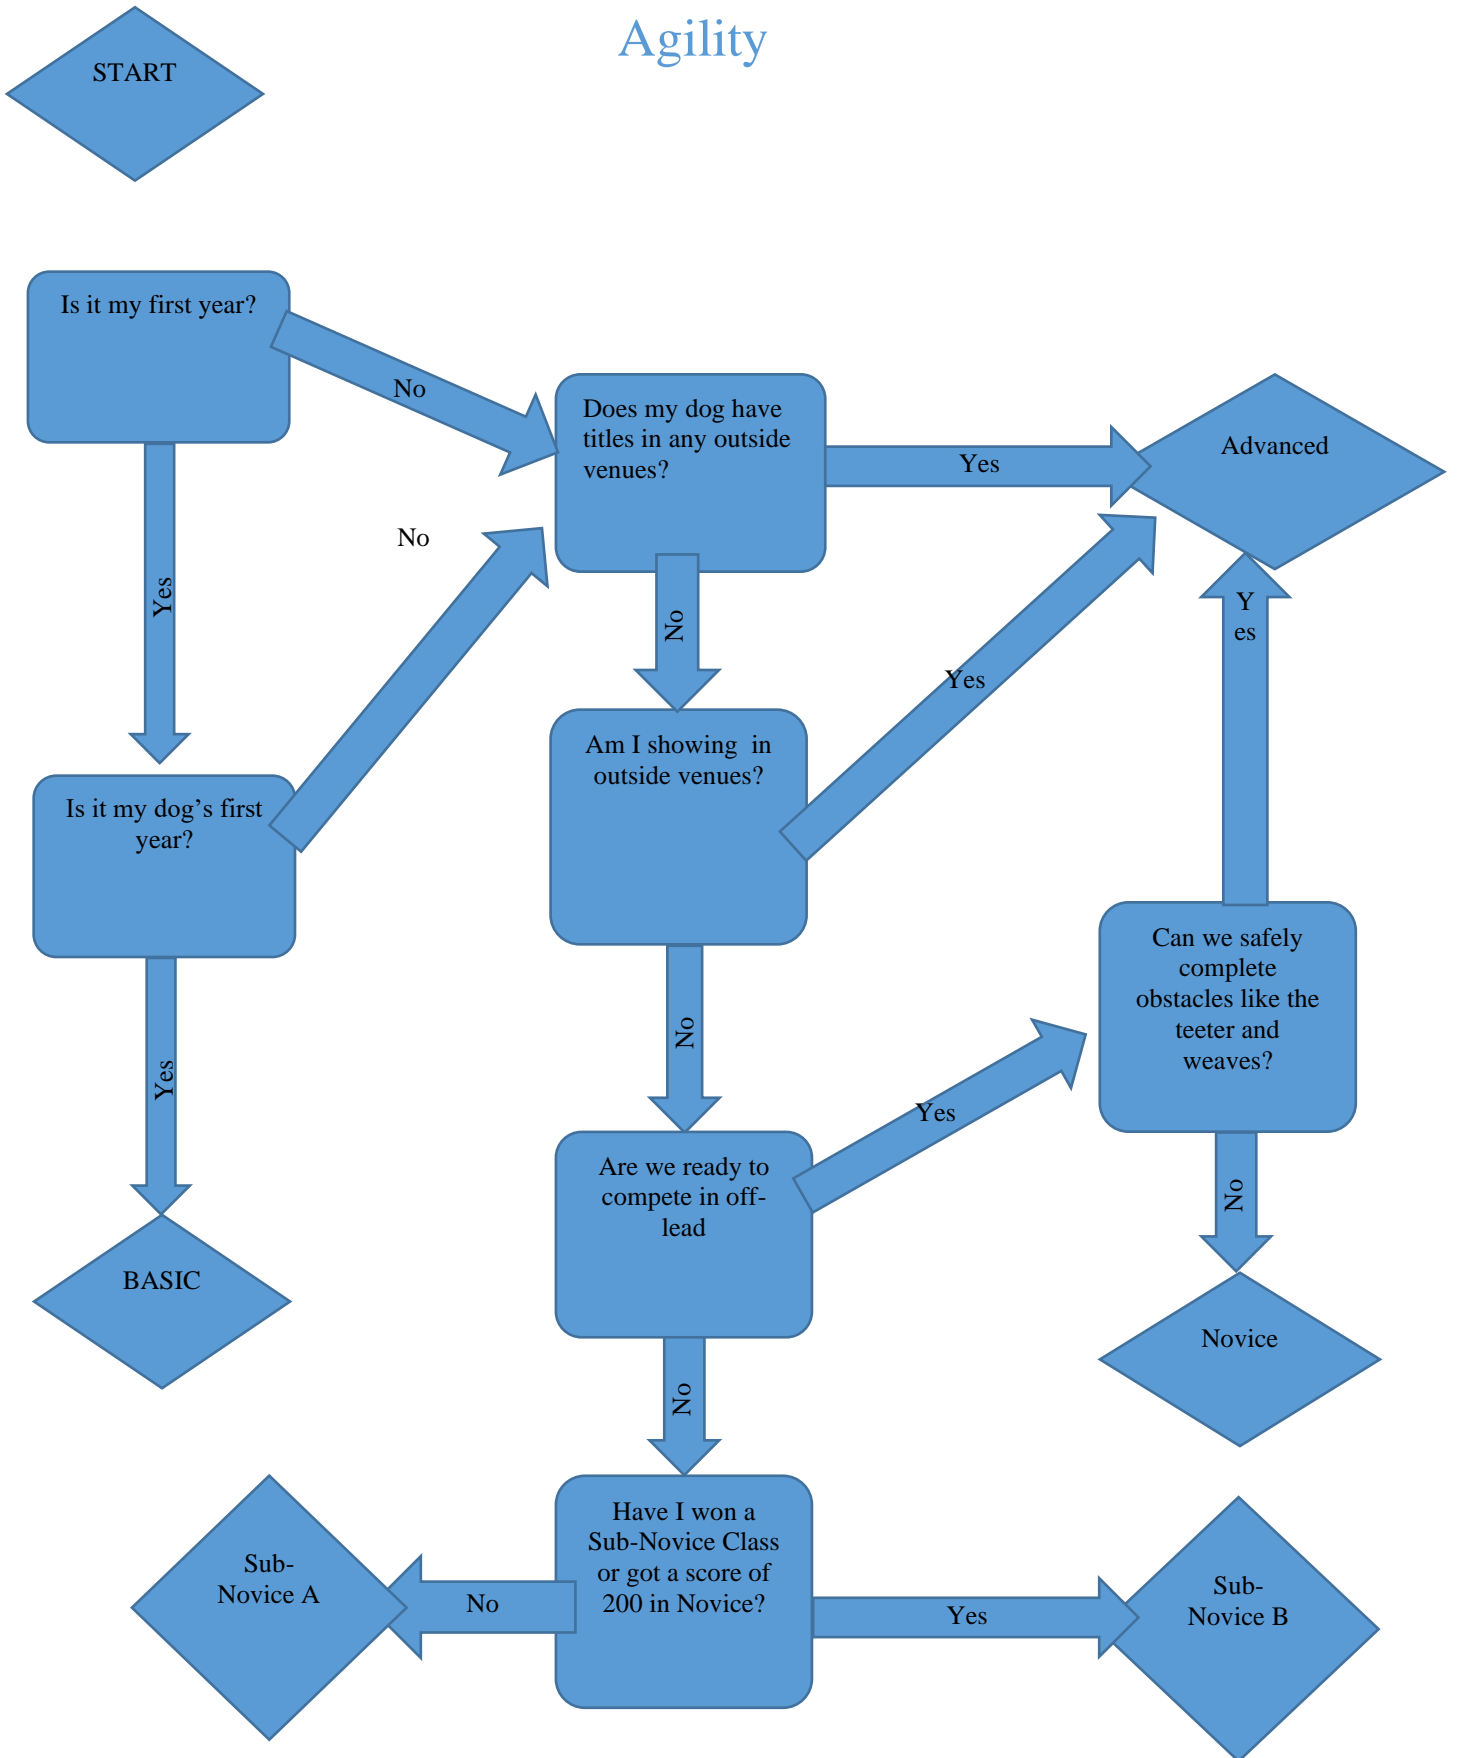 Agility
START
Is it my first year?
No
Does my dog have
titles in any outside
venues?
Yes
Advanced
Yes
No
No
Y
es
Yes
Am I showing  in
outside venues?
Is it my dog’s first
year?
No
Can we safely
complete
obstacles like the
teeter and
weaves?
Yes
Yes
Are we ready to
compete in off-
lead
No
BASIC
Novice
No
Have I won a
Sub-Novice Class
or got a score of
200 in Novice?
Sub-
Novice A
No
Yes
Sub-
Novice B